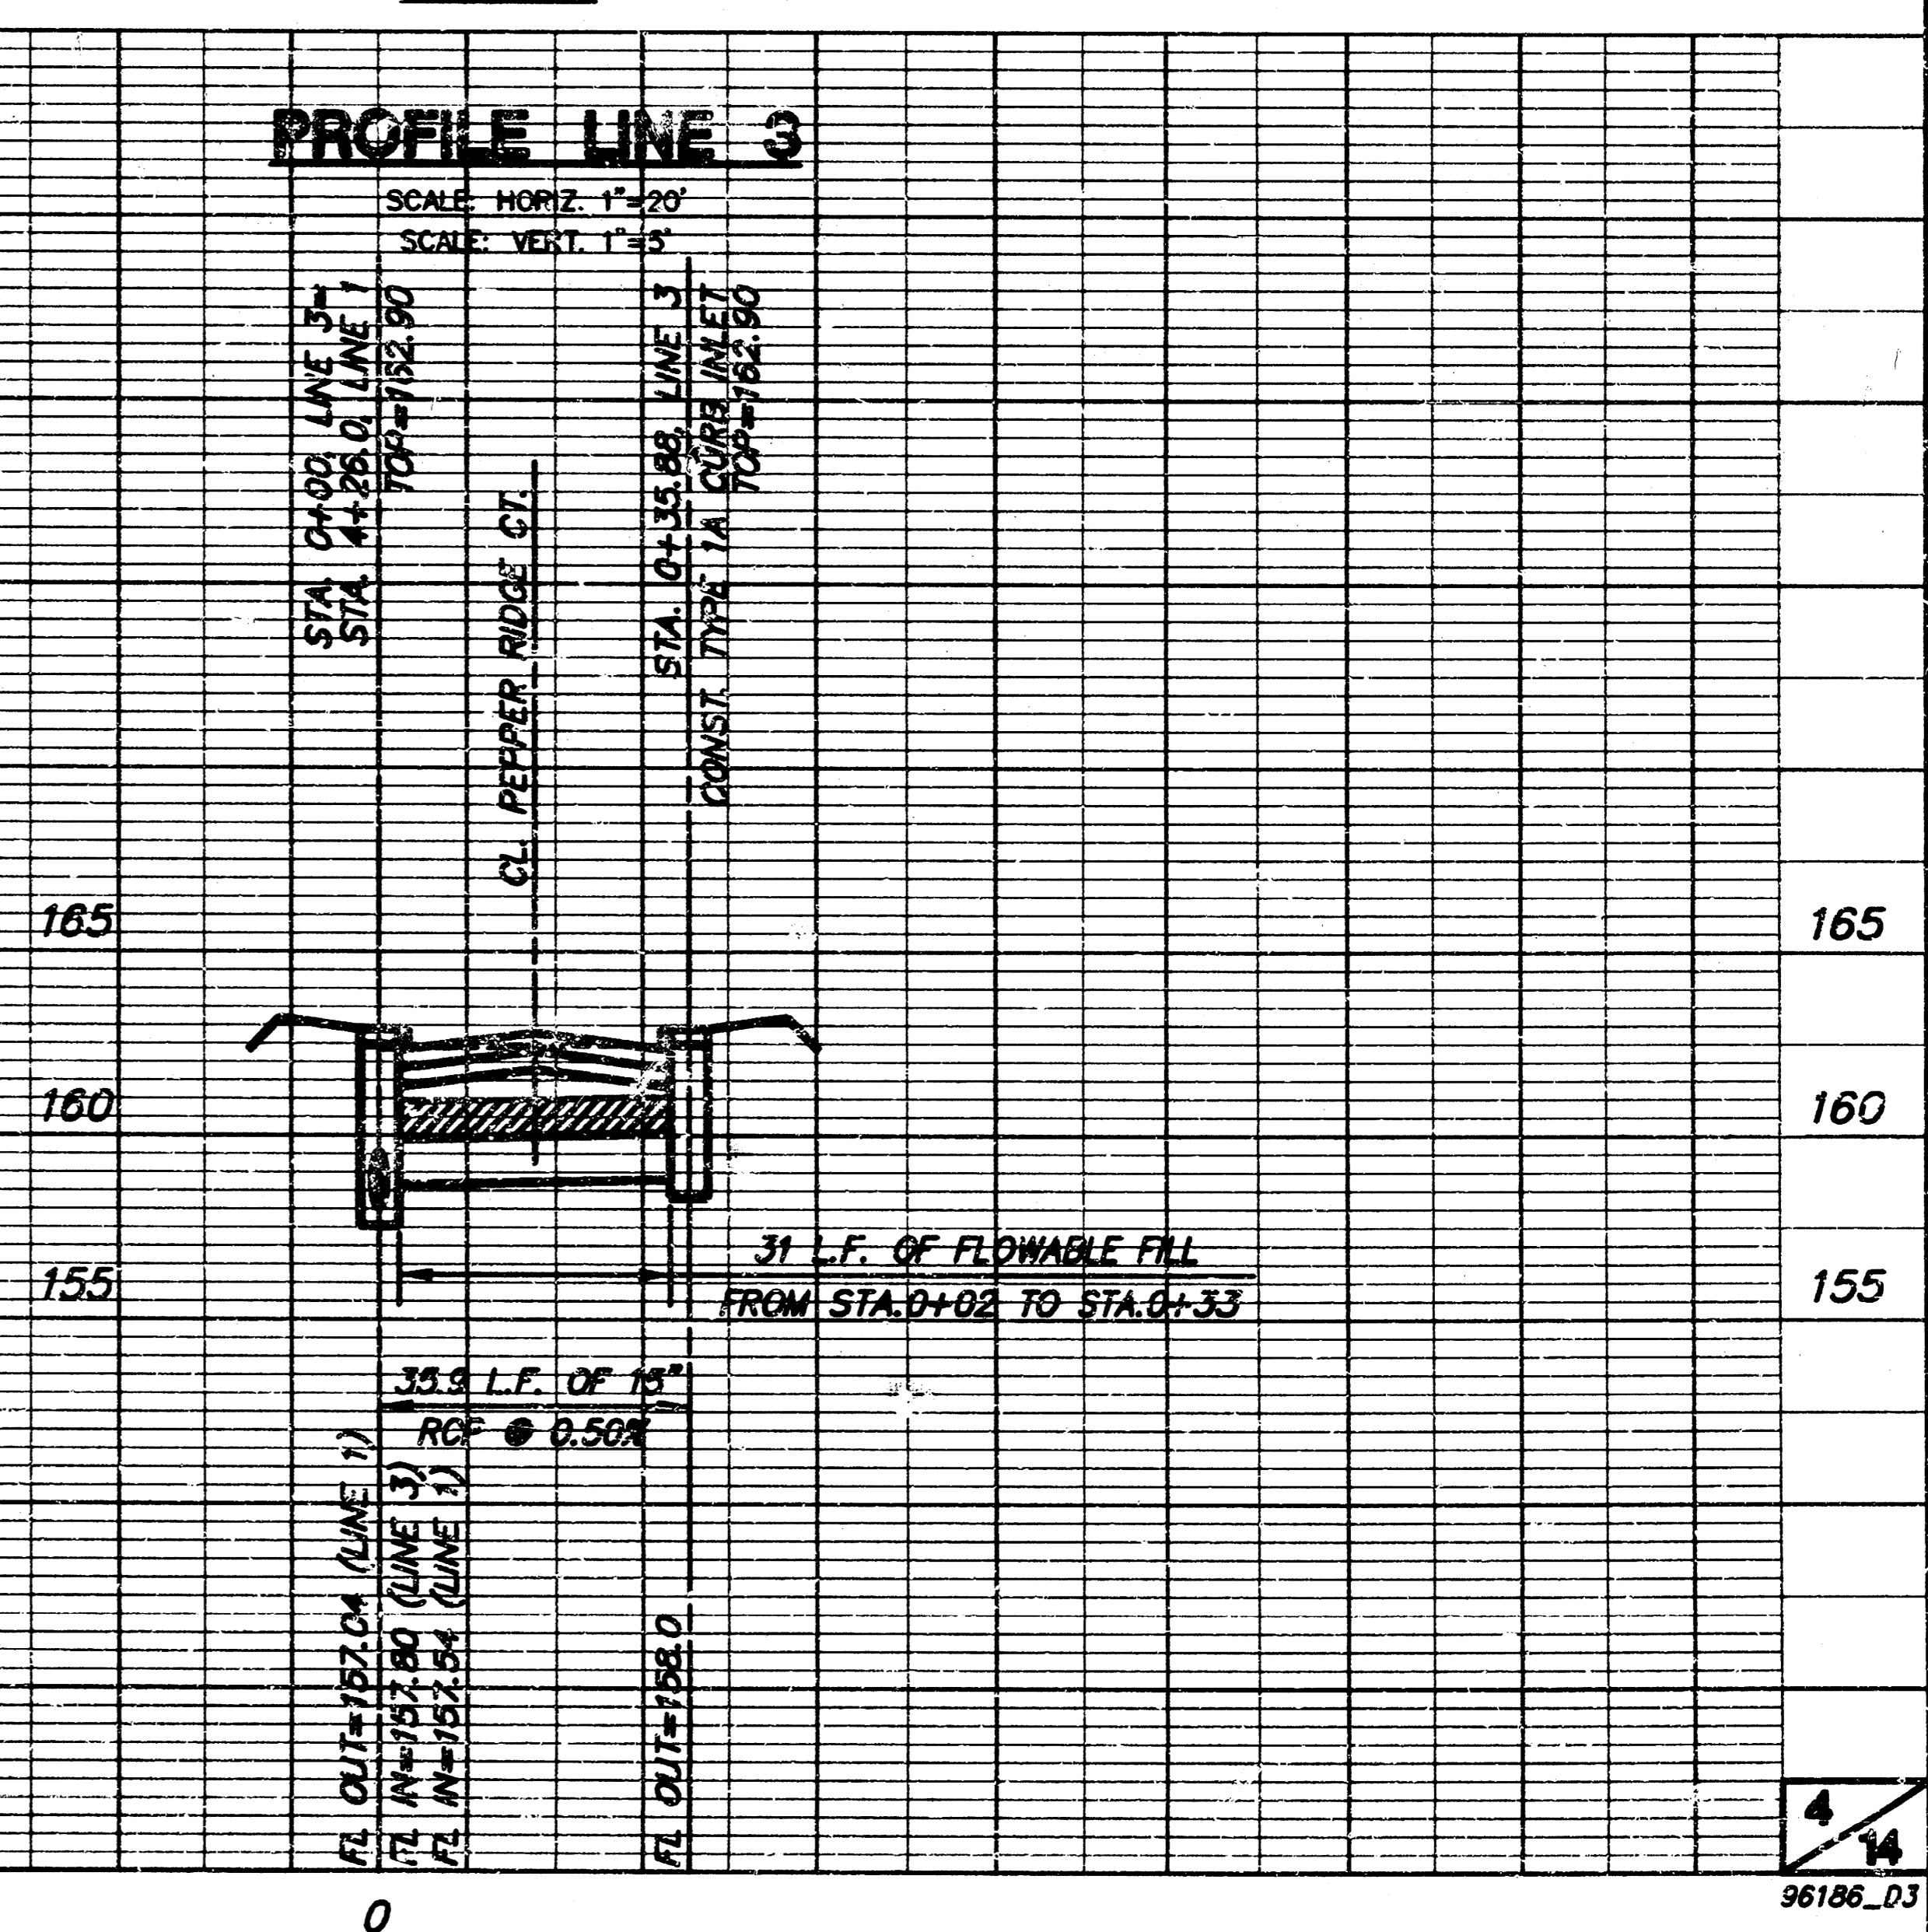 PROFILE LINE 3
SCALE: HORIZ. 1"=20'
SCALE: VERT. 1"=5'
STA. 0+00, LINE 3=
STA. 4+26.0, LINE 1
TOP=162.90
CL. PEPPER RIDGE CT.
STA. 0+35.88, LINE 3
CONST. TYPE 1A CURB INLET
TOP=162.90
165
165
160
160
155
155
31 L.F. OF FLOWABLE FILL
FROM STA.0+02 TO STA.0+33
35.9 L.F. OF 15"
RCP @ 0.50%
FL OUT=157.04 (LINE 1)
FL IN=157.80 (LINE 3)
FL IN=157.54 (LINE 1)
FL OUT=158.0
4
14
96186_D3
0